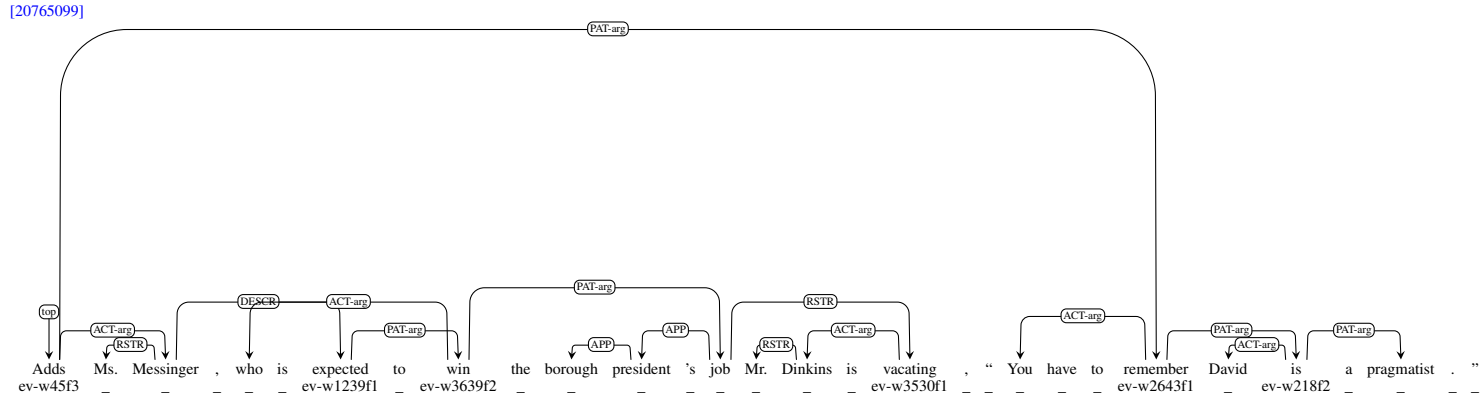 [20765099]
PAT-arg
PAT-arg
top DESCR ACT-arg RSTR
ACT-arg
ACT-arg PAT-arg APP ACT-arg PAT-arg PAT-arg
RSTR APP RSTR ACT-arg
Adds Ms. Messinger , who is expected to win the borough president 's job Mr. Dinkins is vacating , “ You have to remember David is a pragmatist . ”
ev-w45f3 _ _ _ _ _ ev-w1239f1 _ ev-w3639f2 _ _ _ _ _ _ _ _ ev-w3530f1 _ _ _ _ _ ev-w2643f1 _ ev-w218f2 _ _ _ _